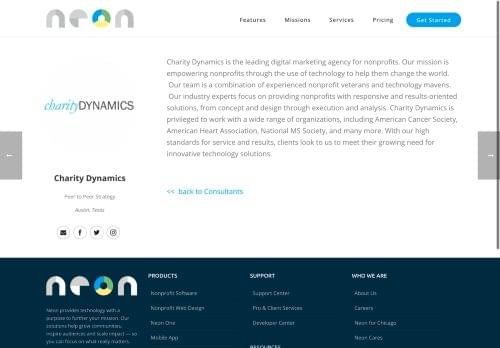 neon
Features
Missions
Services
Pricing
Get Started
charityDYNAMICS
Charity Dynamics
Peer to Peer Strategy
Austin, Texas
Charity Dynamics is the leading digital marketing agency for nonprofits. Our mission is
empowering nonprofits through the use of technology to help them change the world.
Our team is a combination of experienced nonprofit veterans and technology mavens.
Our industry experts focus on providing nonprofits with responsive and results-oriented
solutions, from concept and design through execution and analysis. Charity Dynamics is
privileged to work with a wide range of organizations, including American Cancer Society,
American Heart Association, National MS Society, and many more. With our high
standards for service and results, clients look to us to meet their growing need for
innovative technology solutions.
<< back to Consultants
neon
Neon provides technology with a
purpose to further your mission. Our
solutions help grow communities,
inspire audiences and scale impact — so
you can focus on what really matters.
PRODUCTS
Nonprofit Software
Nonprofit Web Design
Neon One
Mobile App
SUPPORT
Support Center
Pro & Client Services
Developer Center
RESOURCES
WHO WE ARE
About Us
Careers
Neon for Chicago
Neon Cares